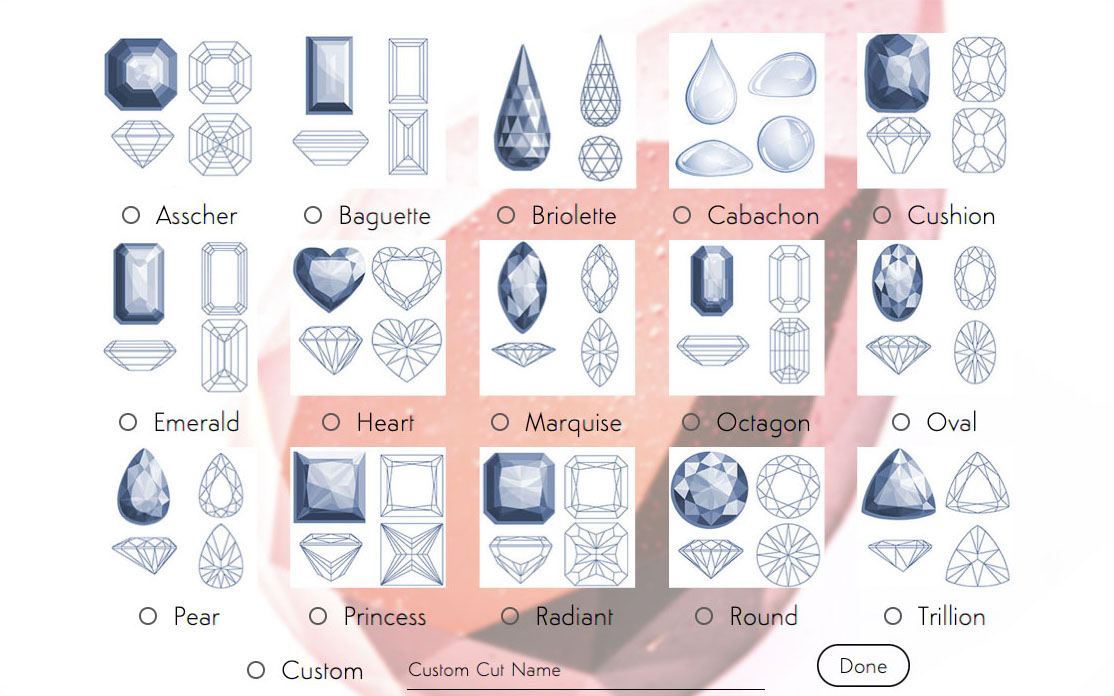 Asscher
Baguette
Briolette
Cabachon
Cushion
Emerald
Heart
Marquise
Octagon
Oval
Pear
Princess
Radiant
Round
Trillion
Custom
Custom Cut Name
Done